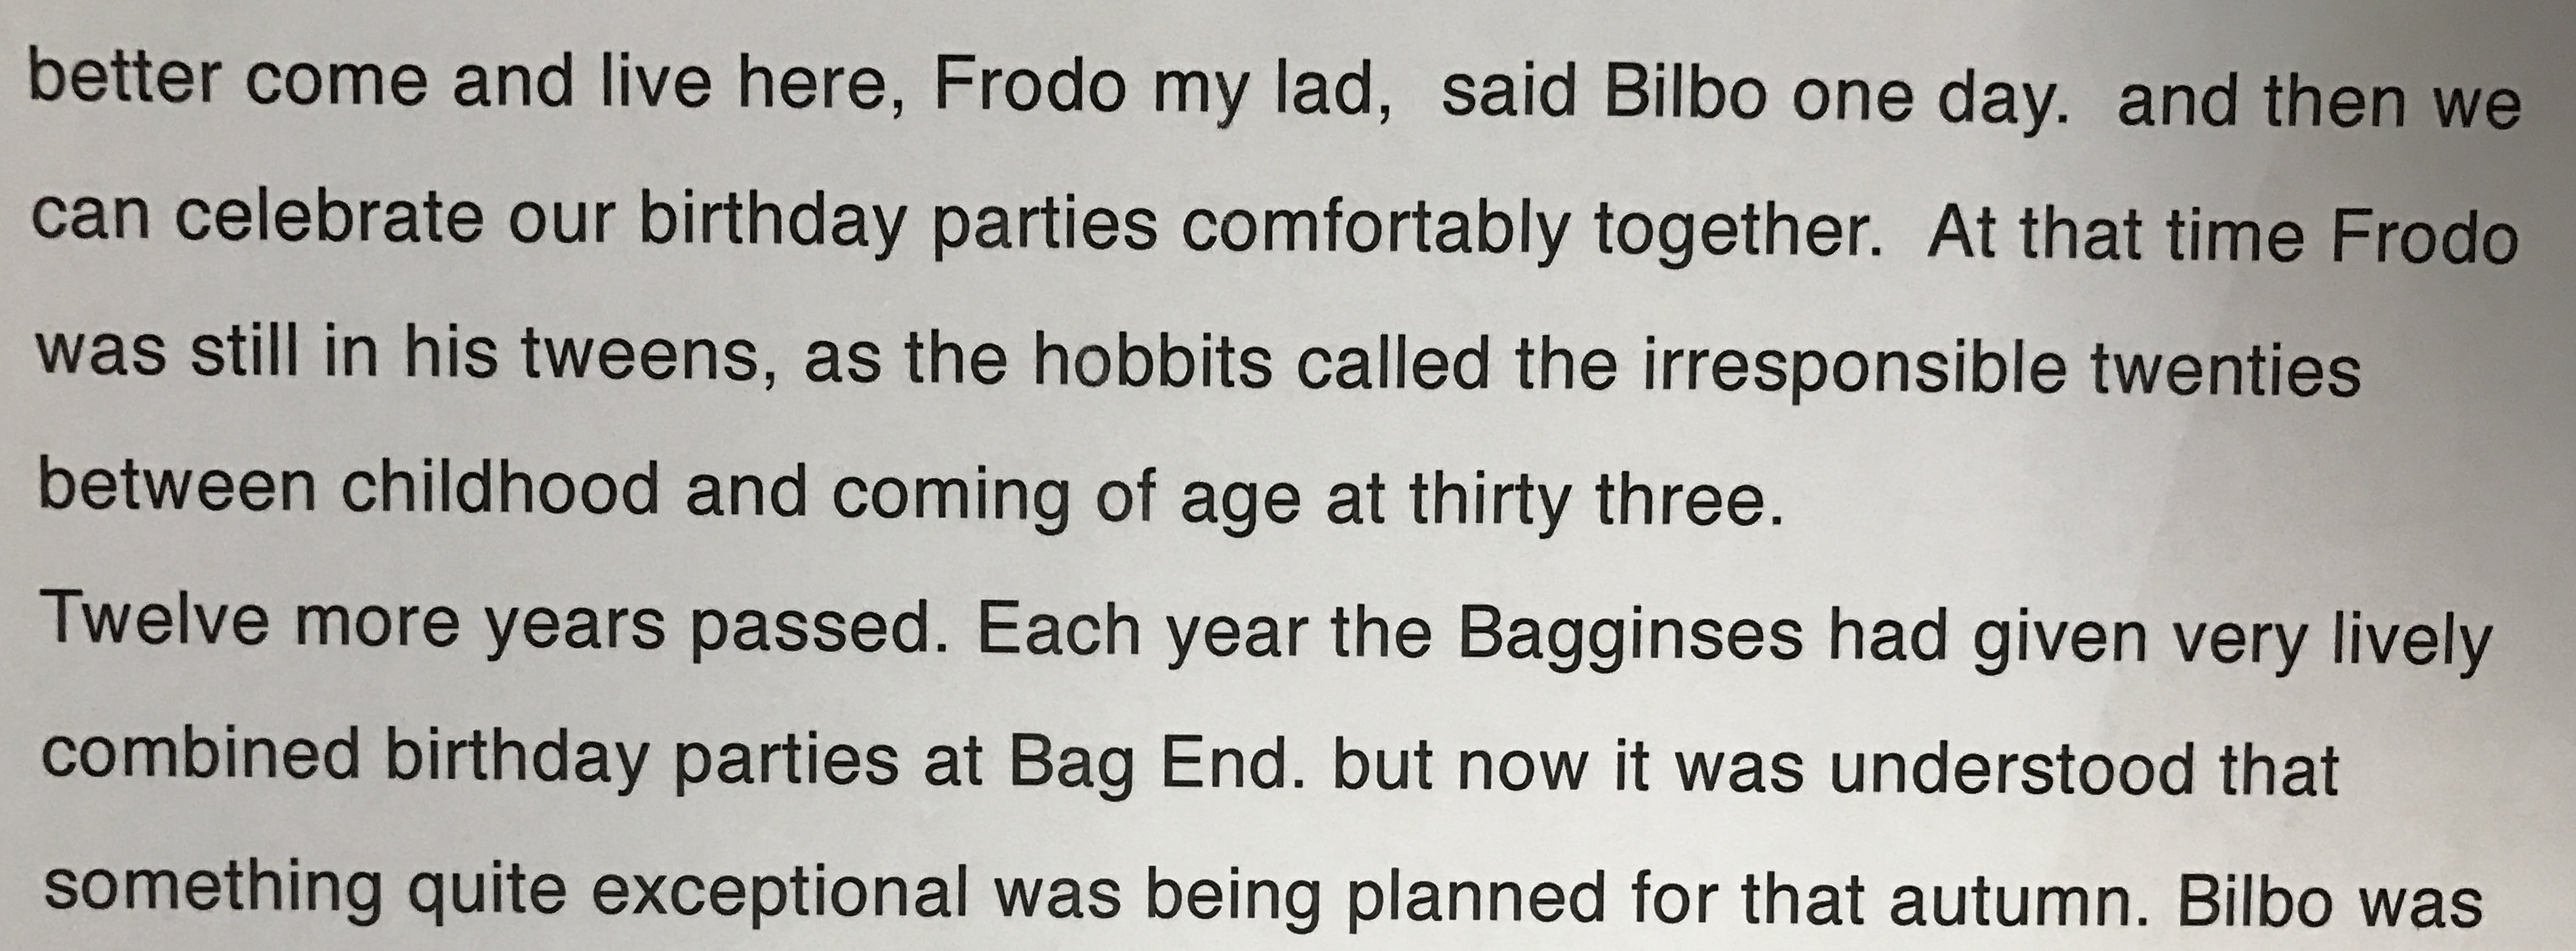 better come and live here, Frodo my lad,  said Bilbo one day.  and then we
can celebrate our birthday parties comfortably together.  At that time Frodo
was still in his tweens, as the hobbits called the irresponsible twenties
between childhood and coming of age at thirty three.
Twelve more years passed. Each year the Bagginses had given very lively
combined birthday parties at Bag End. but now it was understood that
something quite exceptional was being planned for that autumn. Bilbo was